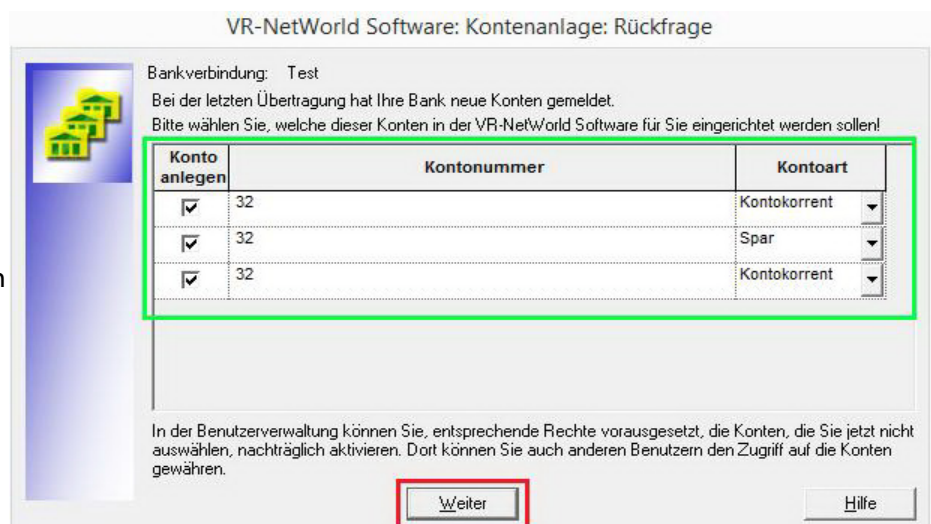 VR-NetWorld Software: Kontenanlage: Rückfrage
Bankverbindung: Test
Bei der letzten Übertragung hat Ihre Bank neue Konten gemeldet.
Bitte wählen Sie, welche dieser Konten in der VR-NetWorld Software für Sie eingerichtet werden sollen!
Konto anlegen Kontonummer Kontoart
32 Kontokorrent
32 Spar
32 Kontokorrent
In der Benutzerverwaltung können Sie, entsprechende Rechte vorausgesetzt, die Konten, die Sie jetzt nicht
auswählen, nachträglich aktivieren. Dort können Sie auch anderen Benutzern den Zugriff auf die Konten
gewähren.
Weiter Hilfe